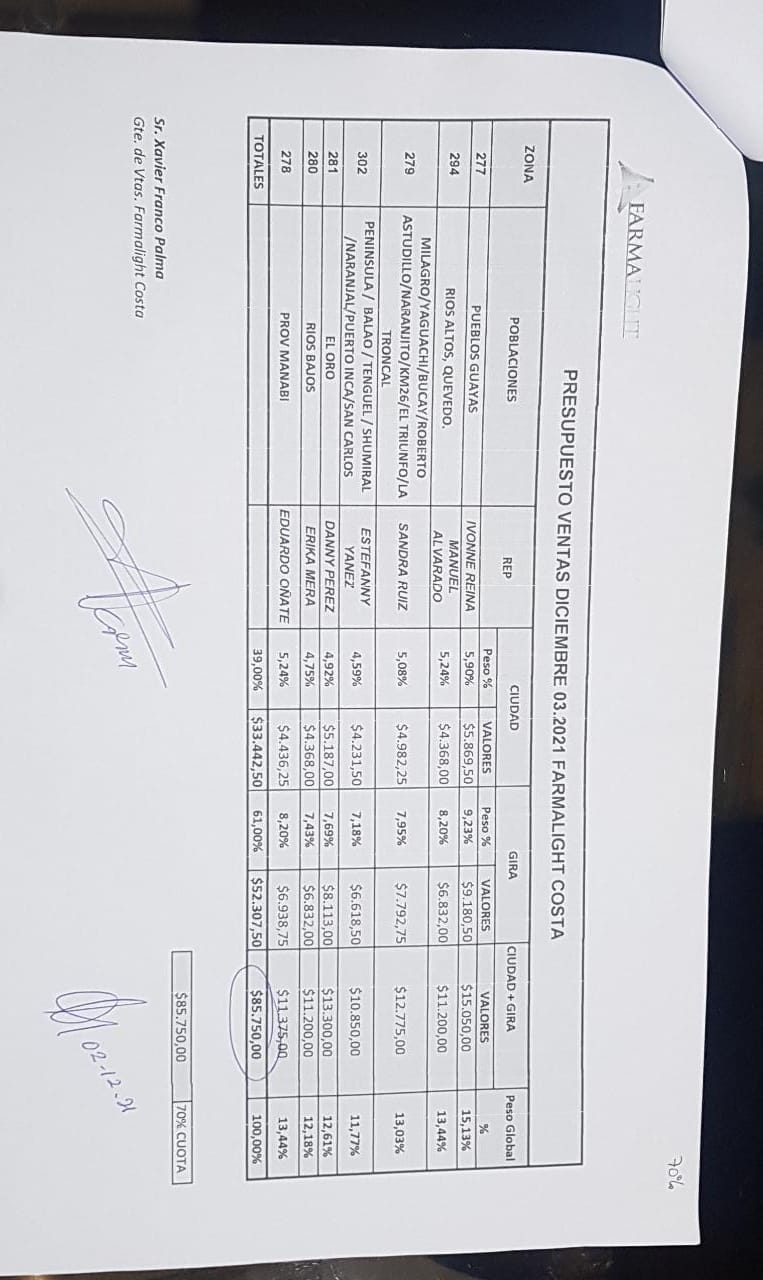 70%
FARMALIGHT
PRESUPUESTO VENTAS DICIEMBRE 03.2021 FARMALIGHT COSTA
ZONA POBLACIONES REP CIUDAD GIRA CIUDAD + GIRA Peso Global
Peso % VALORES Peso % VALORES VALORES %
277 PUEBLOS GUAYAS IVONNE REINA 5,90% $5.869,50 9,23% $9.180,50 $15.050,00 15,13%
294 RIOS ALTOS, QUEVEDO. MANUEL ALVARADO 5,24% $4.368,00 8,20% $6.832,00 $11.200,00 13,44%
279 MILAGRO/YAGUACHI/BUCAY/ROBERTO
ASTUDILLO/NARANJITO/KM26/EL TRIUNFO/LA
TRONCAL SANDRA RUIZ 5,08% $4.982,25 7,95% $7.792,75 $12.775,00 13,03%
302 PENINSULA / BALAO / TENGUEL / SHUMIRAL
/NARANJAL/PUERTO INCA/SAN CARLOS ESTEFANNY YANEZ 4,59% $4.231,50 7,18% $6.618,50 $10.850,00 11,77%
281 EL ORO DANNY PEREZ 4,92% $5.187,00 7,69% $8.113,00 $13.300,00 12,61%
280 RIOS BAJOS ERIKA MERA 4,75% $4.368,00 7,43% $6.832,00 $11.200,00 12,18%
278 PROV MANABI EDUARDO OÑATE 5,24% $4.436,25 8,20% $6.938,75 $11.375,00 13,44%
TOTALES 39,00% $33.442,50 61,00% $52.307,50 $85.750,00 100,00%
$85.750,00 70% CUOTA
Sr. Xavier Franco Palma
Gte. de Vtas. Farmalight Costa
02-12-21